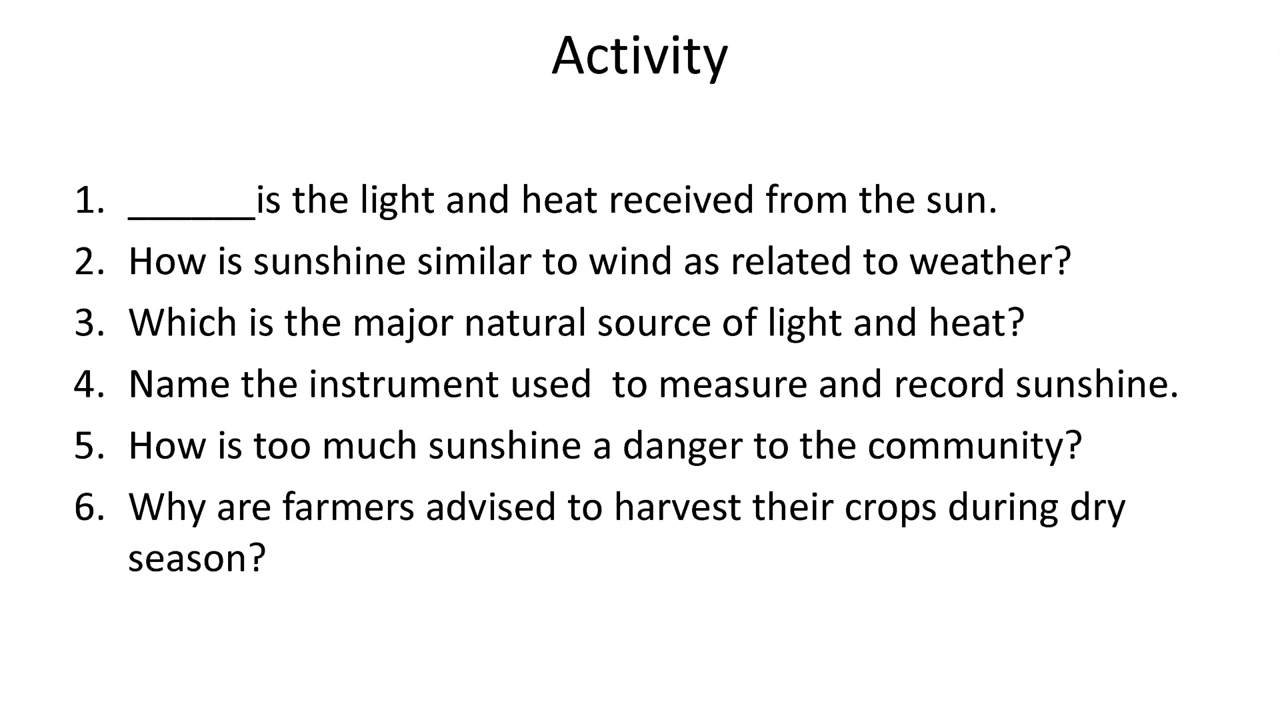 Activity
1. ______is the light and heat received from the sun.
2. How is sunshine similar to wind as related to weather?
3. Which is the major natural source of light and heat?
4. Name the instrument used  to measure and record sunshine.
5. How is too much sunshine a danger to the community?
6. Why are farmers advised to harvest their crops during dry
season?